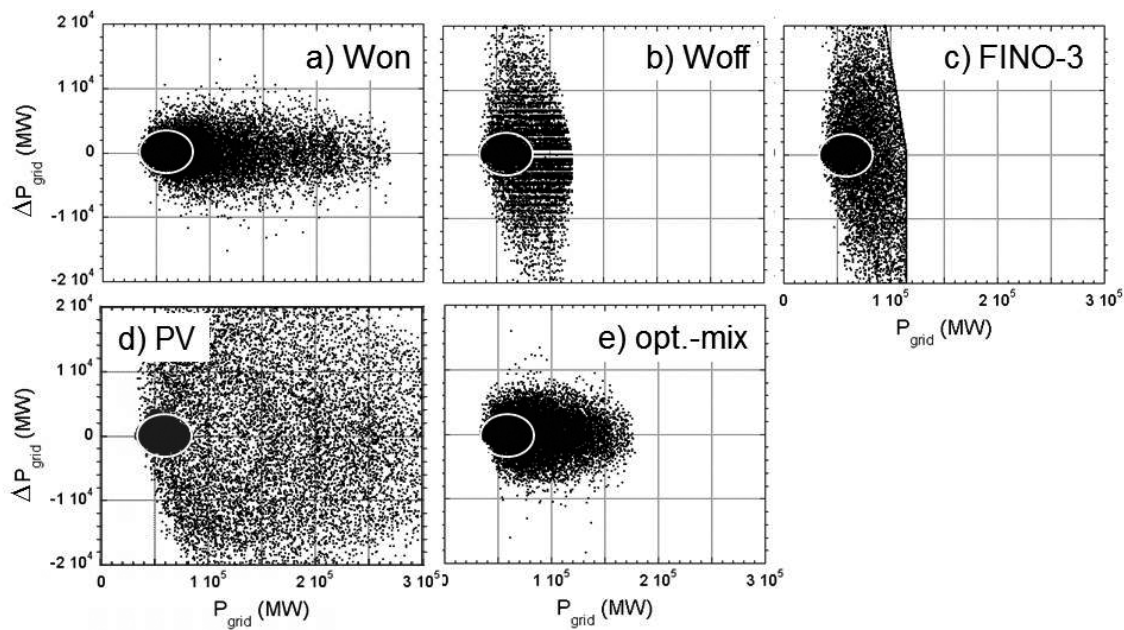 2 10⁴
1 10⁴
0
-1 10⁴
-2 10⁴
ΔP_grid (MW)
a) Won
b) Woff
c) FINO-3
0
1 10⁵
2 10⁵
3 10⁵
P_grid (MW)
2 10⁴
1 10⁴
0
-1 10⁴
-2 10⁴
ΔP_grid (MW)
d) PV
e) opt.-mix
0
1 10⁵
2 10⁵
3 10⁵
P_grid (MW)
0
1 10⁵
2 10⁵
3 10⁵
P_grid (MW)